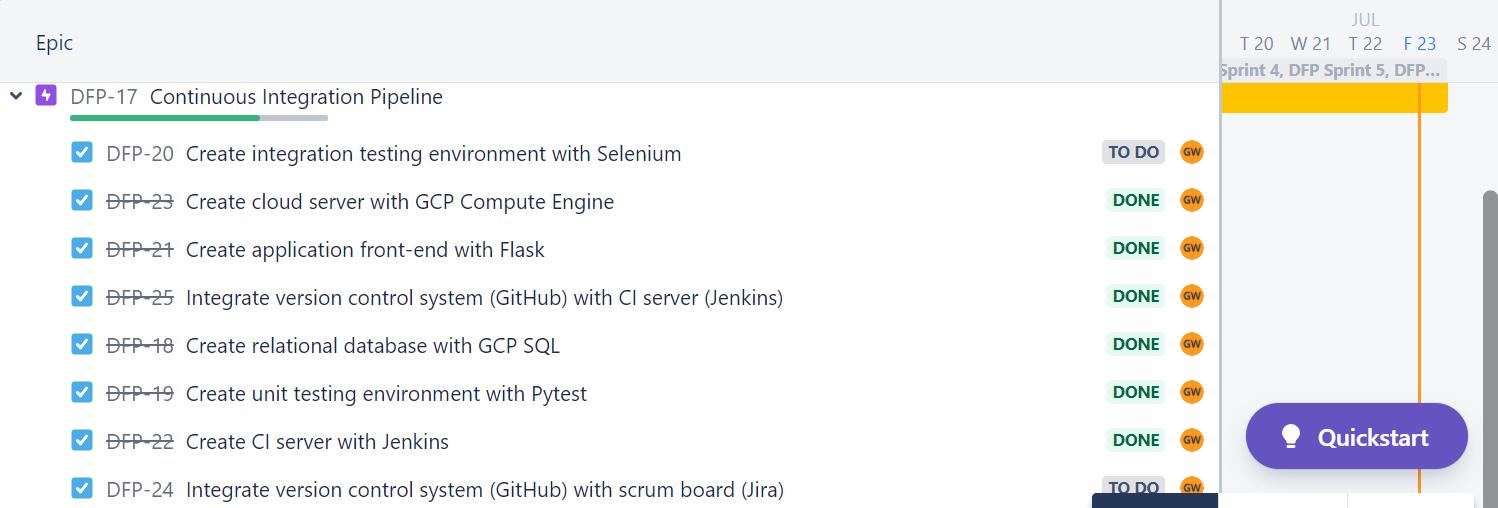 Epic
JUL
T 20 W 21 T 22 F 23 S 24
Sprint 4, DFP Sprint 5, DFP...
DFP-17 Continuous Integration Pipeline
DFP-20 Create integration testing environment with Selenium TO DO GW
DFP-23 Create cloud server with GCP Compute Engine DONE GW
DFP-21 Create application front-end with Flask DONE GW
DFP-25 Integrate version control system (GitHub) with CI server (Jenkins) DONE GW
DFP-18 Create relational database with GCP SQL DONE GW
DFP-19 Create unit testing environment with Pytest DONE GW
DFP-22 Create CI server with Jenkins DONE GW
Quickstart
DFP-24 Integrate version control system (GitHub) with scrum board (Jira) TO DO GW